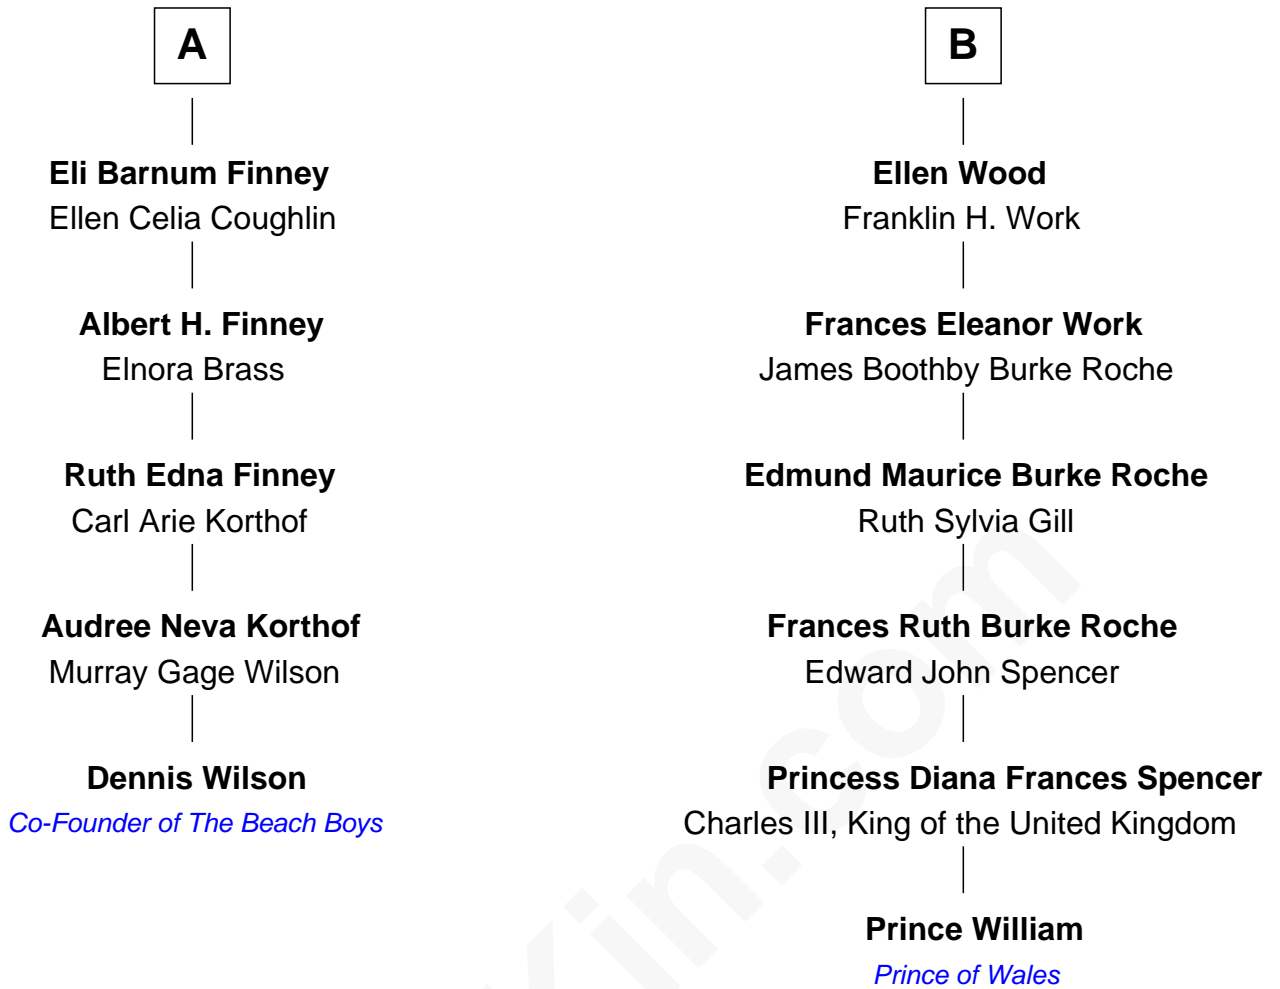 A
Eli Barnum Finney
Ellen Celia Coughlin
Albert H. Finney
Elnora Brass
Ruth Edna Finney
Carl Arie Korthof
Audree Neva Korthof
Murray Gage Wilson
Dennis Wilson
Co-Founder of The Beach Boys
B
Ellen Wood
Franklin H. Work
Frances Eleanor Work
James Boothby Burke Roche
Edmund Maurice Burke Roche
Ruth Sylvia Gill
Frances Ruth Burke Roche
Edward John Spencer
Princess Diana Frances Spencer
Charles III, King of the United Kingdom
Prince William
Prince of Wales
Kin.com